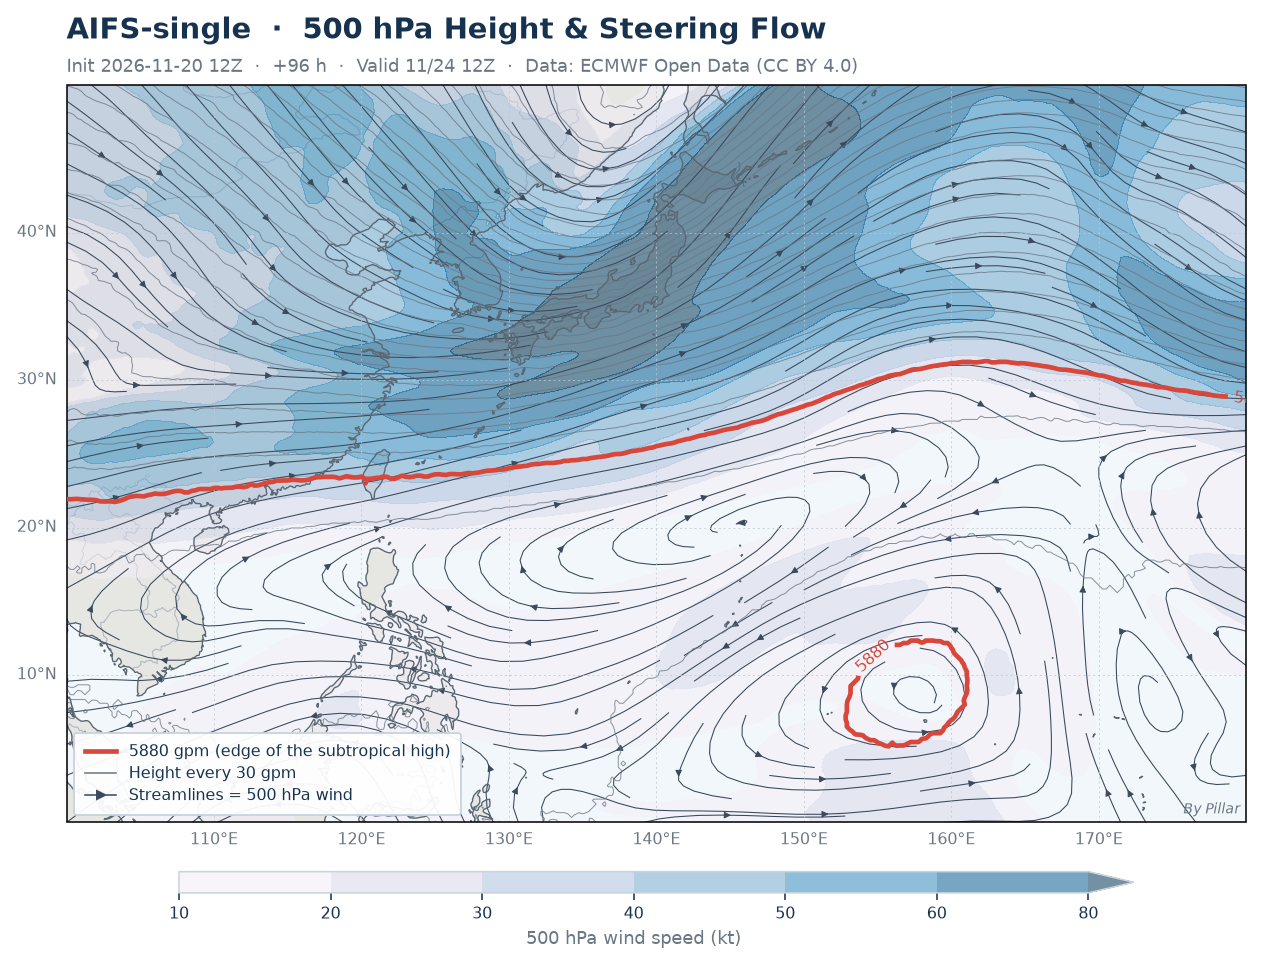 AIFS-single · 500 hPa Height & Steering Flow
Init 2026-11-20 12Z · +96 h · Valid 11/24 12Z · Data: ECMWF Open Data (CC BY 4.0)
40°N
30°N
5
20°N
5880
10°N
5880 gpm (edge of the subtropical high)
Height every 30 gpm
Streamlines = 500 hPa wind
By Pillar
110°E 120°E 130°E 140°E 150°E 160°E 170°E
10 20 30 40 50 60 80
500 hPa wind speed (kt)